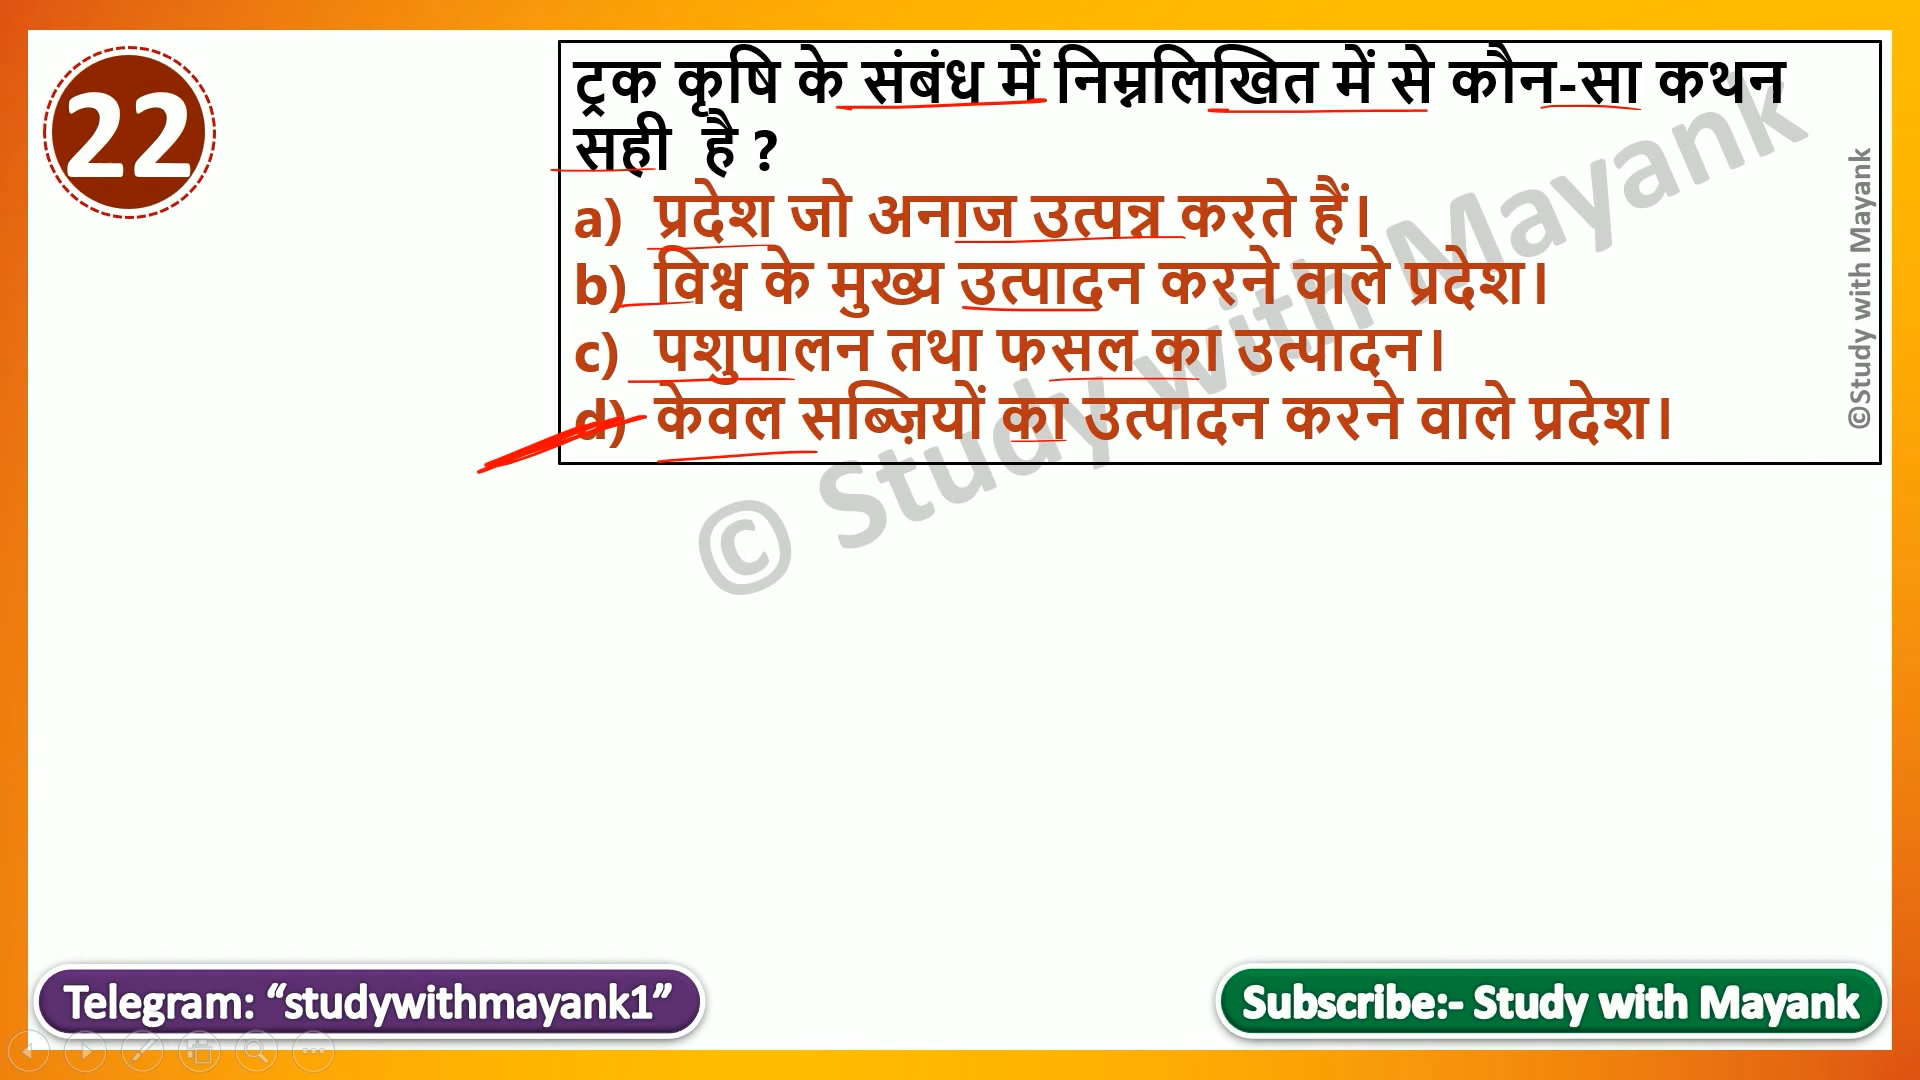 22
ट्रक कृषि के संबंध में निम्नलिखित में से कौन-सा कथन
सही है ?
a) प्रदेश जो अनाज उत्पन्न करते हैं।
b) विश्व के मुख्य उत्पादन करने वाले प्रदेश।
c) पशुपालन तथा फसल का उत्पादन।
d) केवल सब्ज़ियों का उत्पादन करने वाले प्रदेश।
©Study with Mayank
© Study with Mayank
Telegram: “studywithmayank1”
Subscribe:- Study with Mayank